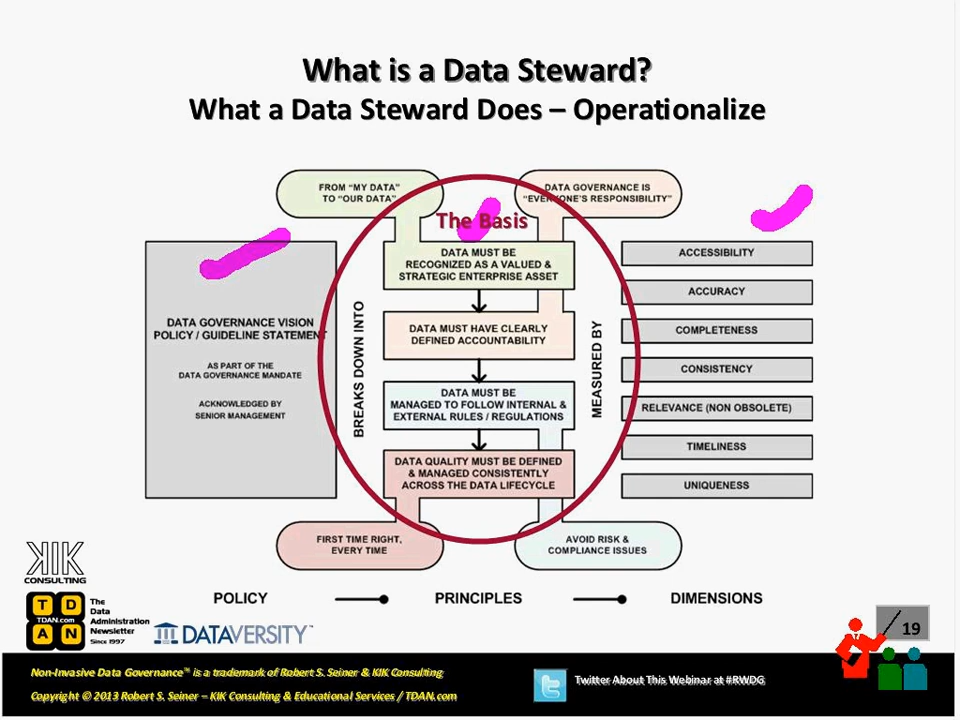 What is a Data Steward?
What a Data Steward Does – Operationalize
FROM "MY DATA"
TO "OUR DATA"
DATA GOVERNANCE IS
"EVERYONE'S RESPONSIBILITY"
The Basis
DATA GOVERNANCE VISION
POLICY / GUIDELINE STATEMENT
AS PART OF THE
DATA GOVERNANCE MANDATE
ACKNOWLEDGED BY
SENIOR MANAGEMENT
BREAKS DOWN INTO
DATA MUST BE
RECOGNIZED AS A VALUED &
STRATEGIC ENTERPRISE ASSET
DATA MUST HAVE CLEARLY
DEFINED ACCOUNTABILITY
DATA MUST BE
MANAGED TO FOLLOW INTERNAL &
EXTERNAL RULES / REGULATIONS
DATA QUALITY MUST BE DEFINED
& MANAGED CONSISTENTLY
ACROSS THE DATA LIFECYCLE
MEASURED BY
ACCESSIBILITY
ACCURACY
COMPLETENESS
CONSISTENCY
RELEVANCE (NON OBSOLETE)
TIMELINESS
UNIQUENESS
FIRST TIME RIGHT,
EVERY TIME
AVOID RISK &
COMPLIANCE ISSUES
POLICY
PRINCIPLES
DIMENSIONS
KIK
CONSULTING
T D
TDAN.com
A N
The
Data
Administration
Newsletter
Since 1997
DATAVERSITY™
19
Non-Invasive Data Governance™ is a trademark of Robert S. Seiner & KIK Consulting
Copyright © 2013 Robert S. Seiner – KIK Consulting & Educational Services / TDAN.com
Twitter About This Webinar at #RWDG